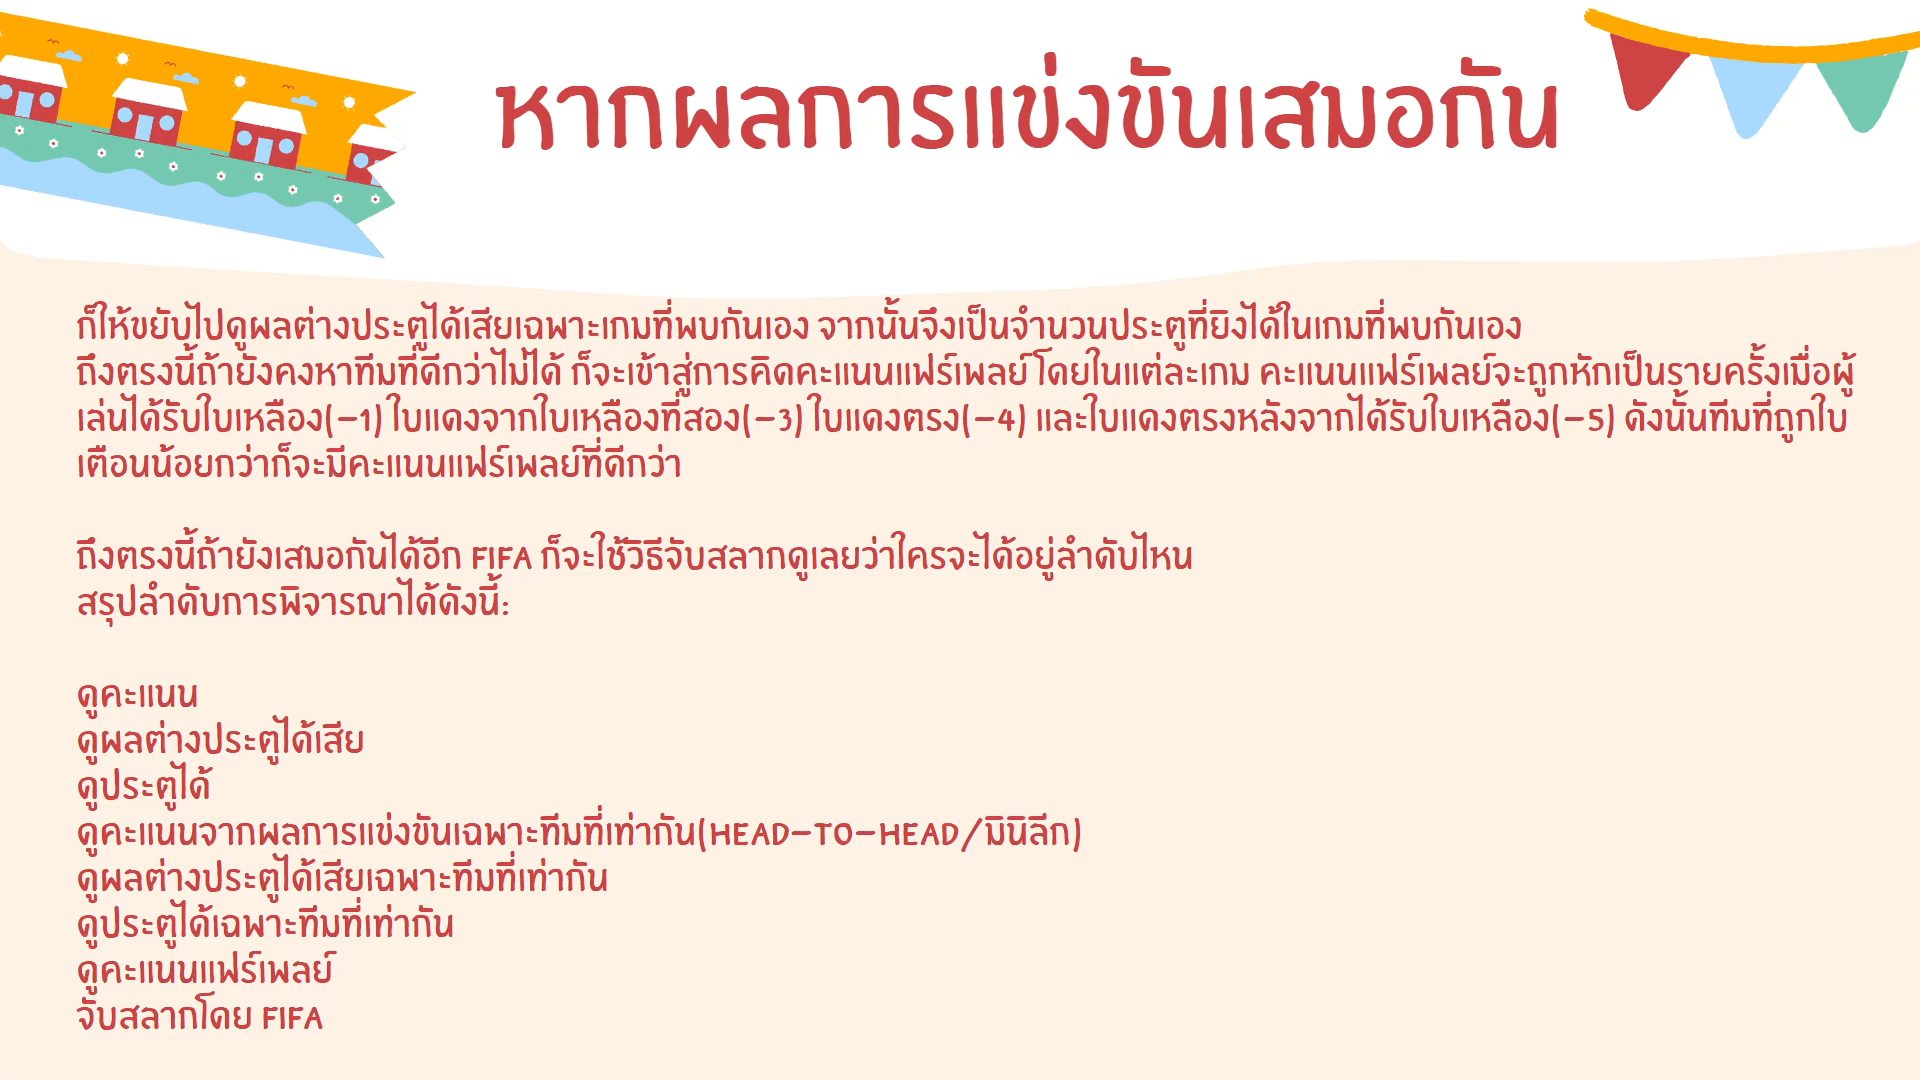 หากผลการแข่งขันเสมอกัน
ก็ให้ขยับไปดูผลต่างประตูได้เสียเฉพาะเกมที่พบกันเอง จากนั้นจึงเป็นจำนวนประตูที่ยิงได้ในเกมที่พบกันเอง
ถึงตรงนี้ถ้ายังคงหาทีมที่ดีกว่าไม่ได้ ก็จะเข้าสู่การคิดคะแนนแฟร์เพลย์ โดยในแต่ละเกม คะแนนแฟร์เพลย์จะถูกหักเป็นรายครั้งเมื่อผู้
เล่นได้รับใบเหลือง(-1) ใบแดงจากใบเหลืองที่สอง(-3) ใบแดงตรง(-4) และใบแดงตรงหลังจากได้รับใบเหลือง(-5) ดังนั้นทีมที่ถูกใบ
เตือนน้อยกว่าก็จะมีคะแนนแฟร์เพลย์ที่ดีกว่า
ถึงตรงนี้ถ้ายังเสมอกันได้อีก FIFA ก็จะใช้วิธีจับสลากดูเลยว่าใครจะได้อยู่ลำดับไหน
สรุปลำดับการพิจารณาได้ดังนี้:
ดูคะแนน
ดูผลต่างประตูได้เสีย
ดูประตูได้
ดูคะแนนจากผลการแข่งขันเฉพาะทีมที่เท่ากัน(HEAD-TO-HEAD/มินิลีก)
ดูผลต่างประตูได้เสียเฉพาะทีมที่เท่ากัน
ดูประตูได้เฉพาะทีมที่เท่ากัน
ดูคะแนนแฟร์เพลย์
จับสลากโดย FIFA